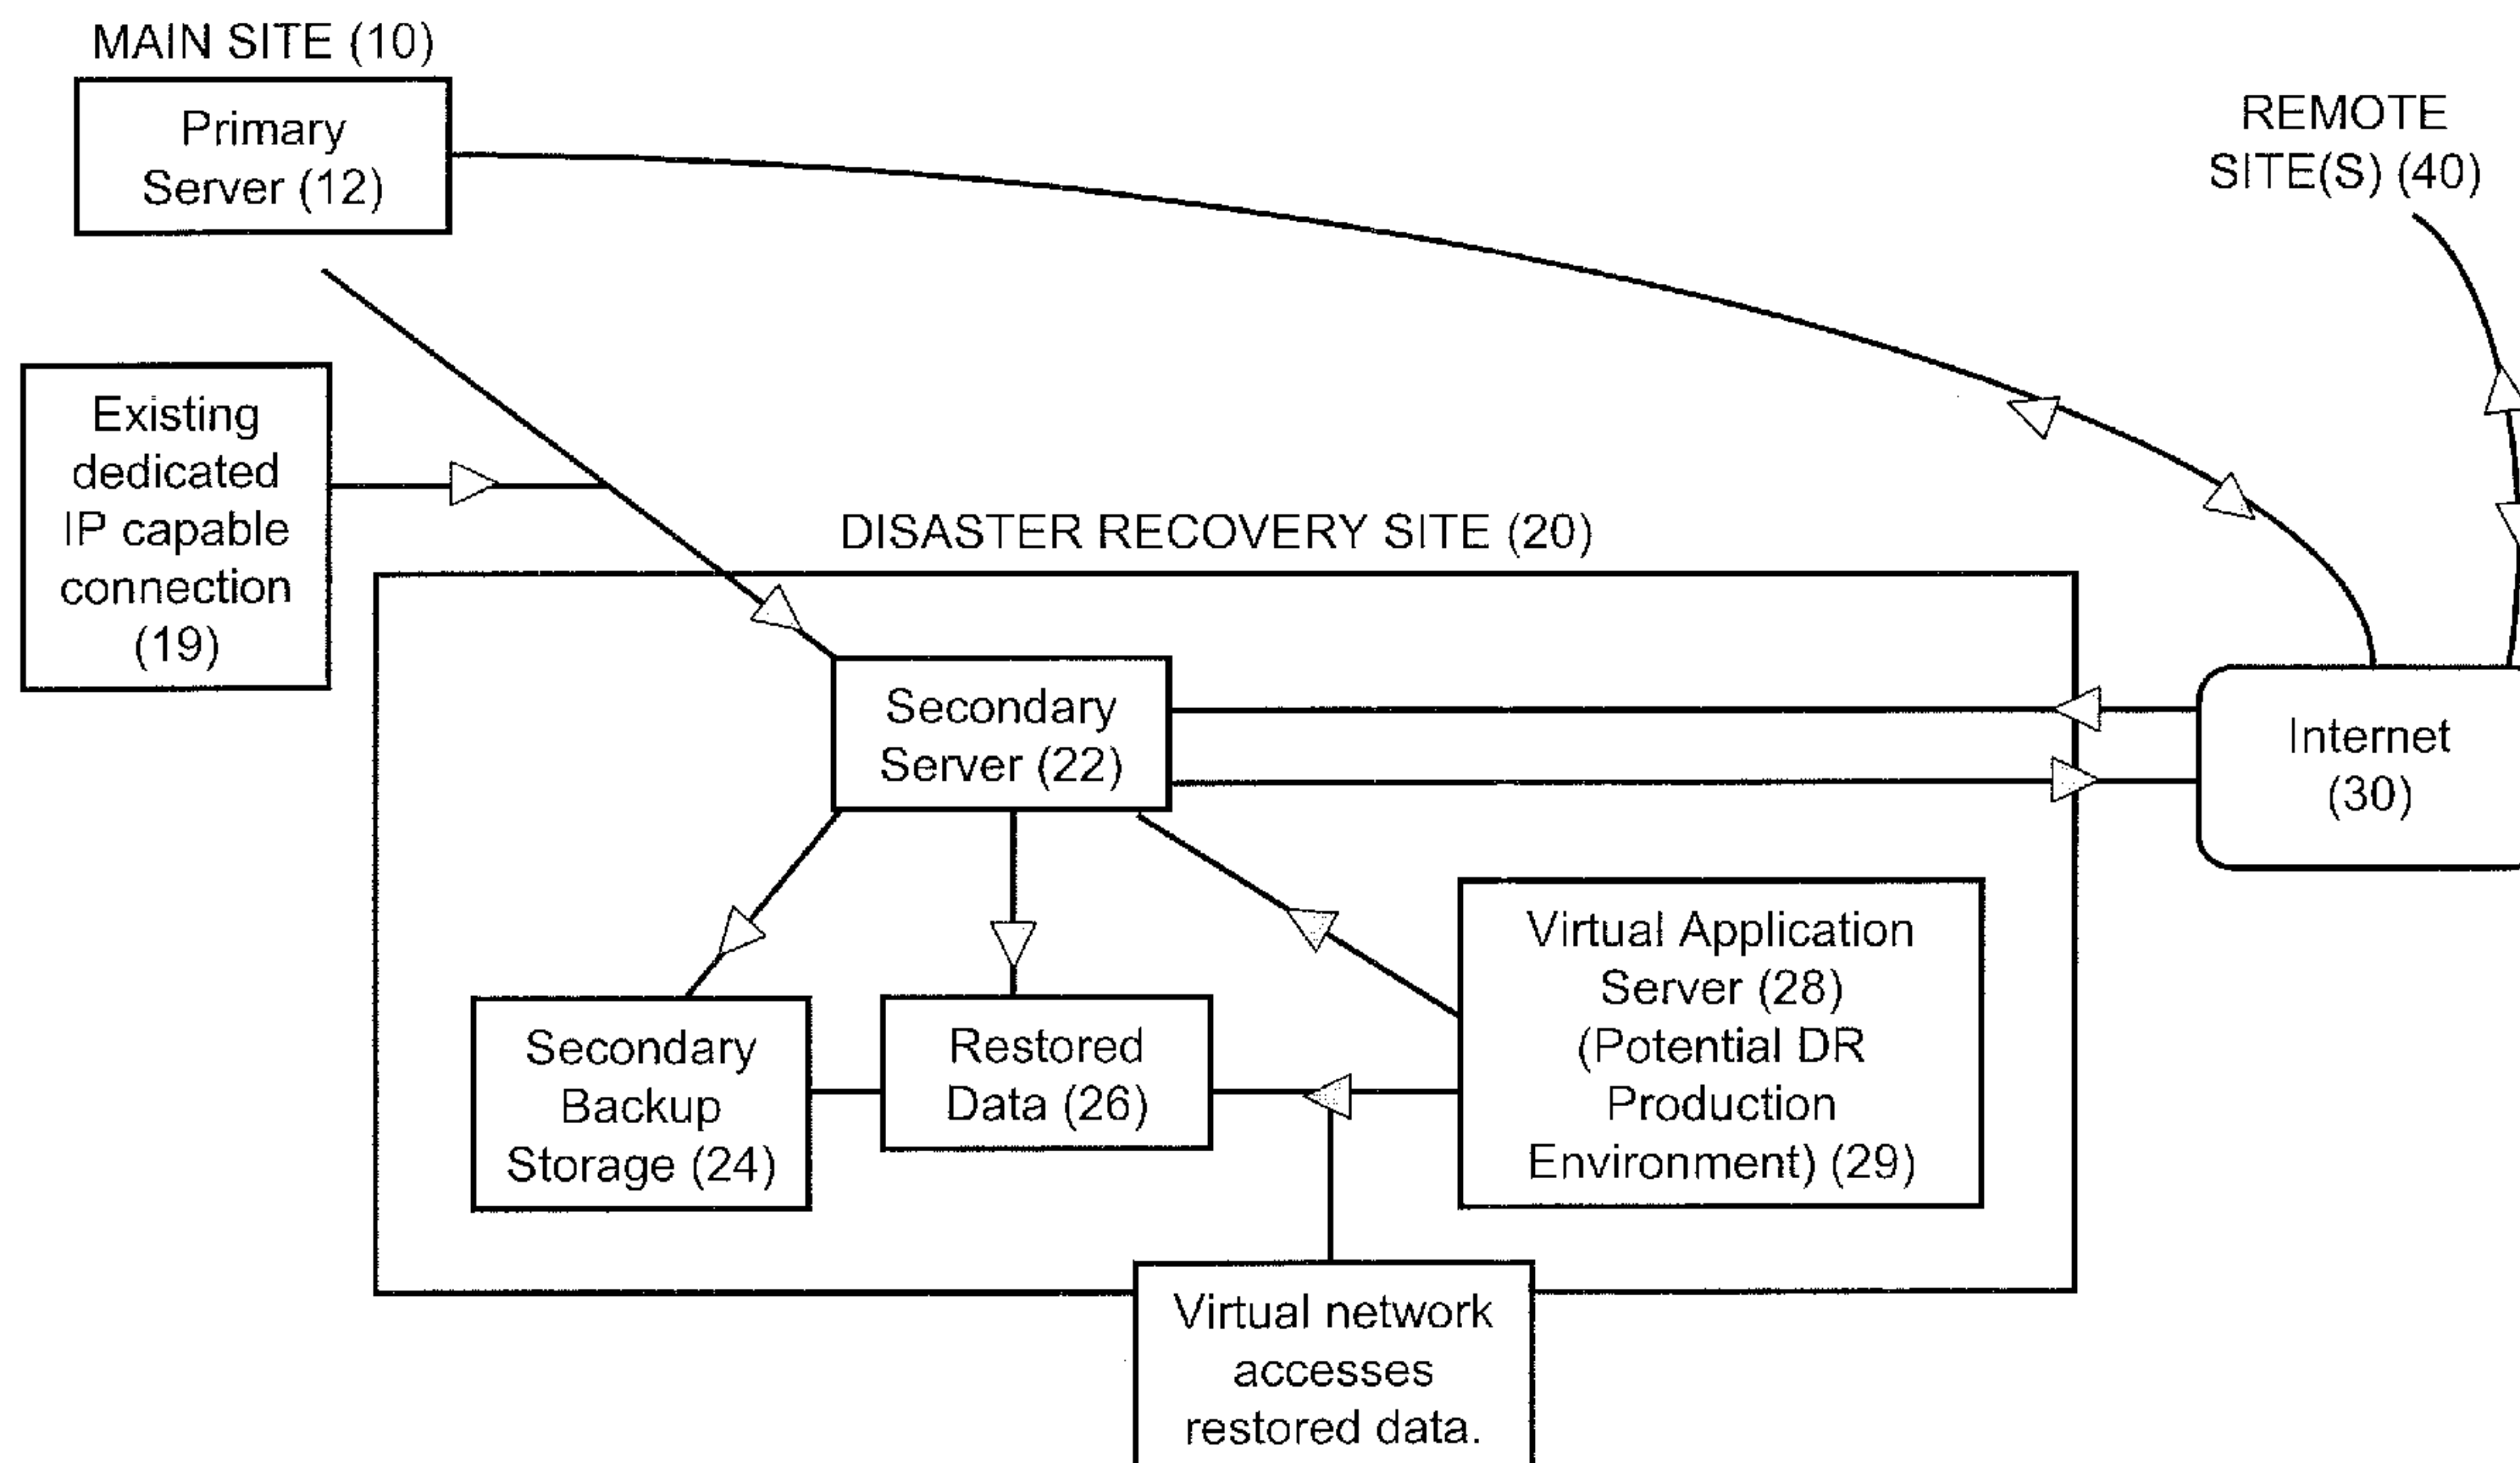 MAIN SITE (10)
Primary
Server (12)
REMOTE
SITE(S) (40)
Existing
dedicated
IP capable
connection
(19)
DISASTER RECOVERY SITE (20)
Secondary
Server (22)
Internet
(30)
Virtual Application
Server (28)
(Potential DR
Production
Environment) (29)
Secondary
Backup
Storage (24)
Restored
Data (26)
Virtual network
accesses
restored data.